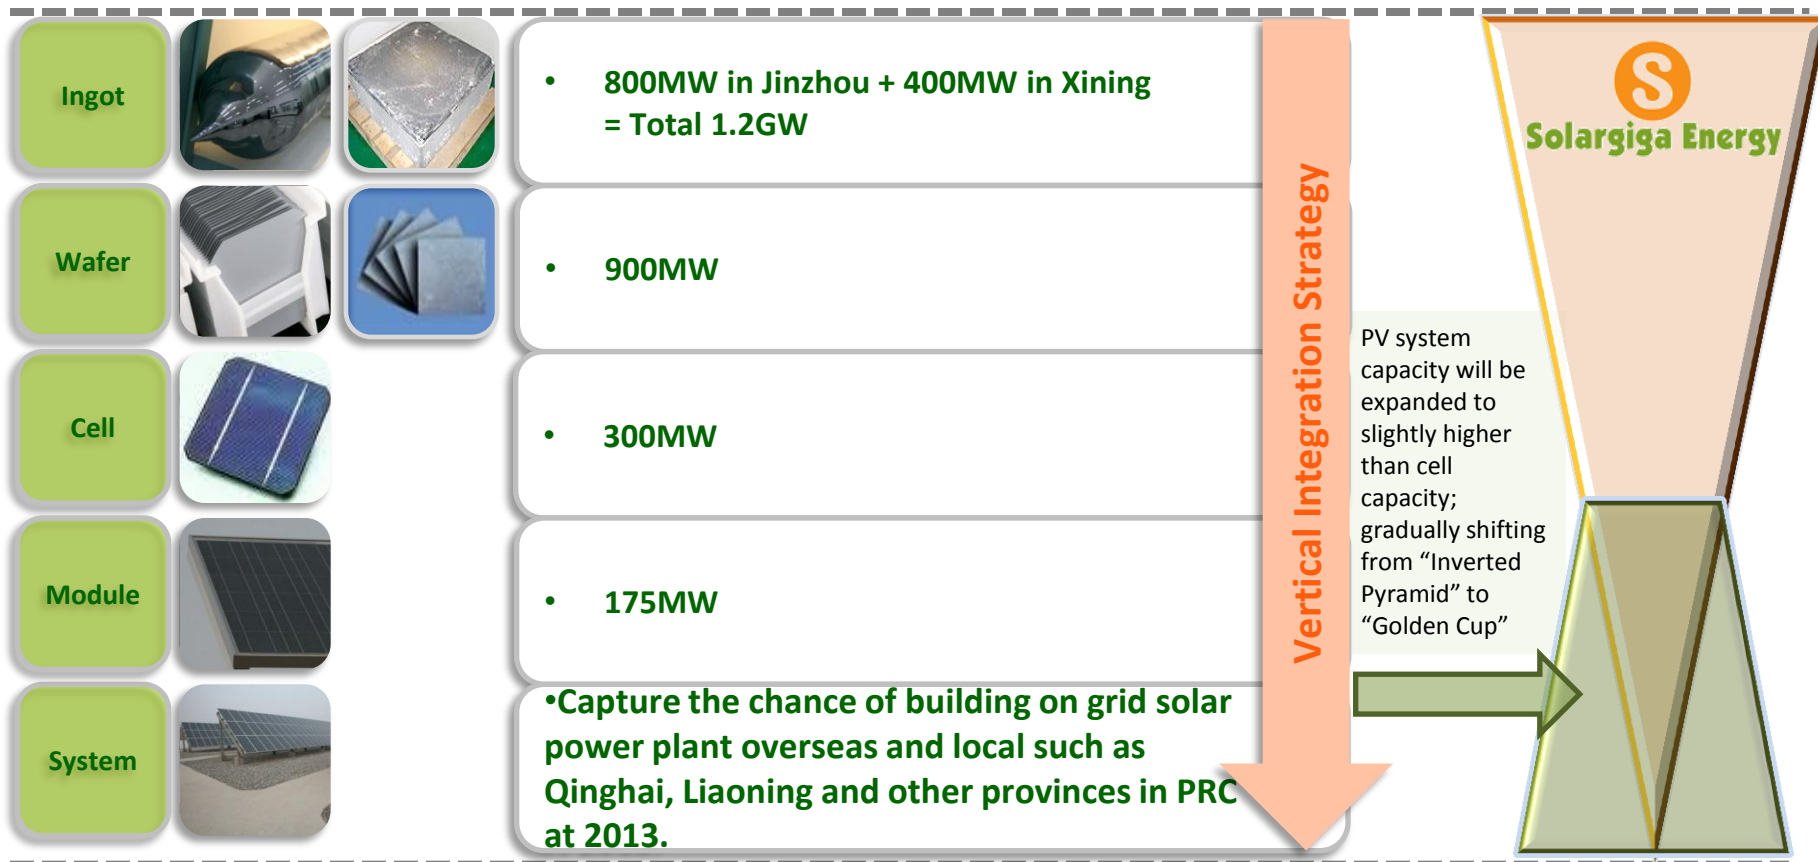 Ingot
• 800MW in Jinzhou + 400MW in Xining
= Total 1.2GW
Wafer
• 900MW
Cell
• 300MW
Module
• 175MW
System
•Capture the chance of building on grid solar
power plant overseas and local such as
Qinghai, Liaoning and other provinces in PRC
at 2013.
Vertical Integration Strategy
PV system
capacity will be
expanded to
slightly higher
than cell
capacity;
gradually shifting
from “Inverted
Pyramid” to
“Golden Cup”
S
Solargiga Energy